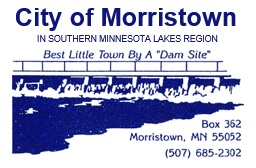 City of Morristown
IN SOUTHERN MINNESOTA LAKES REGION
Best Little Town By A "Dam Site"
Box 362
Morristown, MN 55052
(507) 685-2302